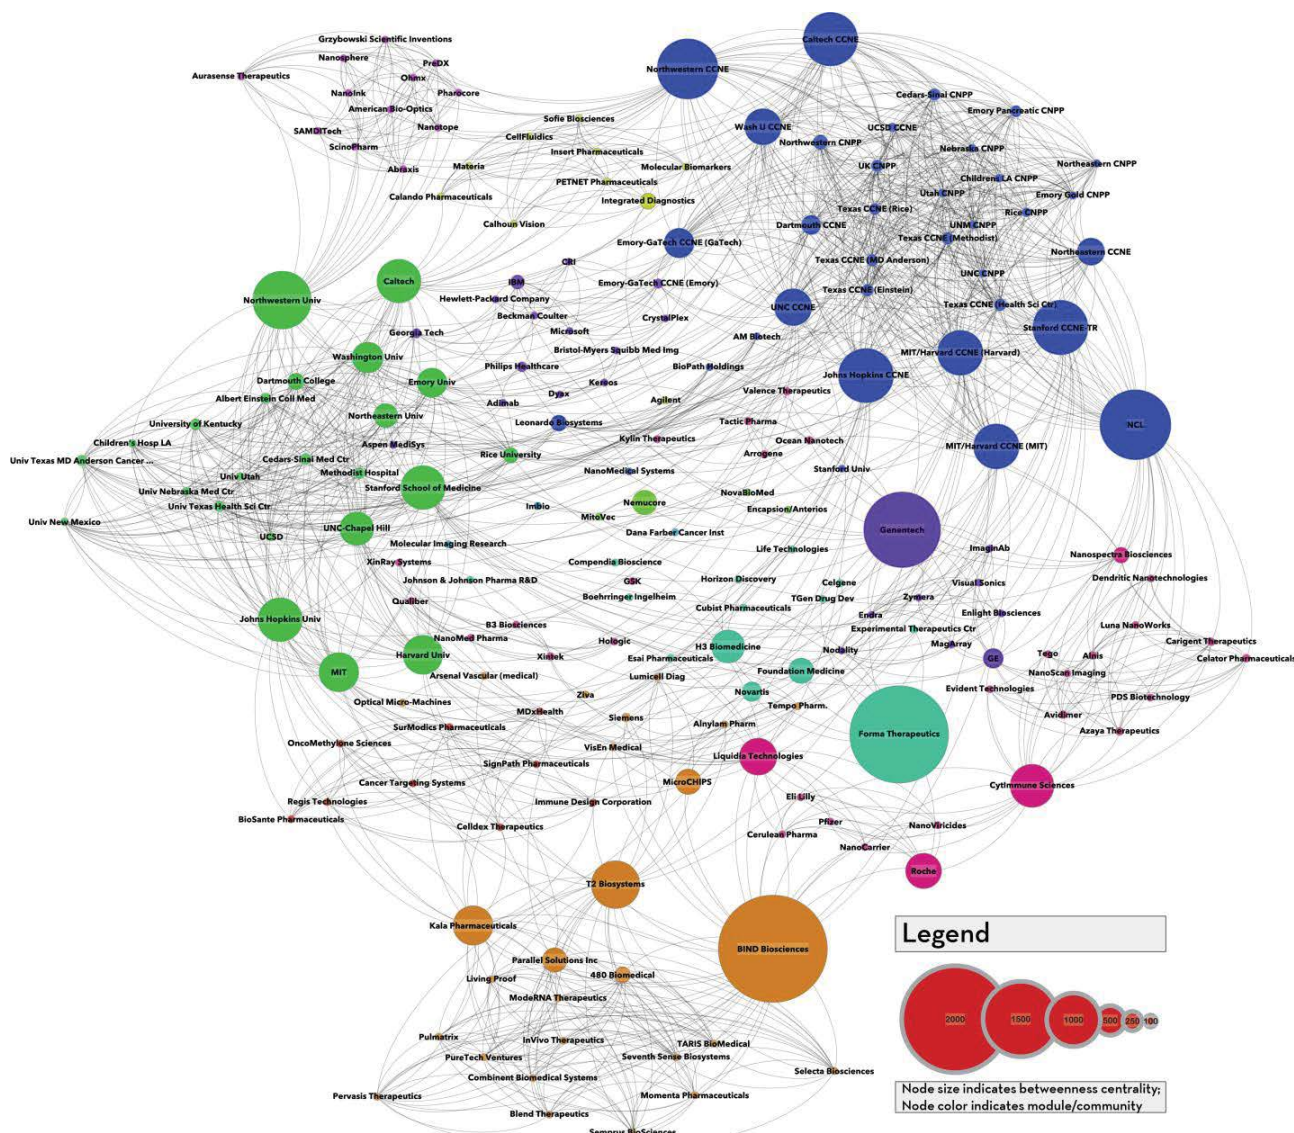 Grzybowski Scientific Inventions
Nanosphere
PreDX
Aurasense Therapeutics
Ohmx
NanoInk
Pharocore
American Bio-Optics
SAMDITech
Nanotope
ScinoPharm
Abraxis
Sofie Biosciences
CellFluidics
Insert Pharmaceuticals
Materia
Molecular Biomarkers
PETNET Pharmaceuticals
Calando Pharmaceuticals
Integrated Diagnostics
Calhoun Vision
Caltech CCNE
Northwestern CCNE
Cedars-Sinai CNPP
Emory Pancreatic CNPP
Wash U CCNE
UCSD CCNE
Northwestern CNPP
Nebraska CNPP
UK CNPP
Northeastern CNPP
Childrens LA CNPP
Utah CNPP
Emory Gold CNPP
Texas CCNE (Rice)
Rice CNPP
Dartmouth CCNE
UNM CNPP
Texas CCNE (Methodist)
Emory-GaTech CCNE (GaTech)
Northeastern CCNE
Texas CCNE (MD Anderson)
UNC CNPP
Texas CCNE (Einstein)
UNC CCNE
Texas CCNE (Health Sci Ctr)
Stanford CCNE-TR
MIT/Harvard CCNE (Harvard)
Johns Hopkins CCNE
NCL
MIT/Harvard CCNE (MIT)
CRI
IBM
Emory-GaTech CCNE (Emory)
Hewlett-Packard Company
Beckman Coulter
CrystalPlex
Georgia Tech
Microsoft
AM Biotech
Bristol-Myers Squibb Med Img
Philips Healthcare
BioPath Holdings
Kereos
Dyax
Valence Therapeutics
Adimab
Agilent
Leonardo Biosystems
Tactic Pharma
Kylin Therapeutics
Ocean Nanotech
Arrogene
NanoMedical Systems
Stanford Univ
Northwestern Univ
Caltech
Washington Univ
Dartmouth College
Emory Univ
Albert Einstein Coll Med
Northeastern Univ
University of Kentucky
Children's Hosp LA
Aspen MediSys
Univ Texas MD Anderson Cancer ...
Cedars-Sinai Med Ctr
Rice University
Methodist Hospital
Univ Utah
Stanford School of Medicine
Univ Nebraska Med Ctr
Univ Texas Health Sci Ctr
Univ New Mexico
UNC-Chapel Hill
UCSD
Molecular Imaging Research
Imbio
Nemucore
MitoVec
NovaBioMed
Encapsion/Anterios
Dana Farber Cancer Inst
Genentech
Life Technologies
ImaginAb
XinRay Systems
Compendia Bioscience
Johnson & Johnson Pharma R&D
GSK
Horizon Discovery
Celgene
Visual Sonics
Boehrringer Ingelheim
TGen Drug Dev
Zymera
Qualiber
Cubist Pharmaceuticals
Endra
Enlight Biosciences
Johns Hopkins Univ
B3 Biosciences
Experimental Therapeutics Ctr
NanoMed Pharma
Hologic
H3 Biomedicine
Nodality
MagArray
Harvard Univ
Xintek
Esai Pharmaceuticals
GE
MIT
Arsenal Vascular (medical)
Lumicell Diag
Foundation Medicine
Novartis
Ziva
Optical Micro-Machines
Tempo Pharm.
MDxHealth
Siemens
SurModics Pharmaceuticals
Alnylam Pharm
Forma Therapeutics
OncoMethylome Sciences
VisEn Medical
Liquidia Technologies
SignPath Pharmaceuticals
Cancer Targeting Systems
MicroCHIPS
Nanospectra Biosciences
Dendritic Nanotechnologies
Luna NanoWorks
Carigent Therapeutics
Tego
Alnis
Celator Pharmaceuticals
NanoScan Imaging
Evident Technologies
PDS Biotechnology
Avidimer
Azaya Therapeutics
CytImmune Sciences
Regis Technologies
Immune Design Corporation
Eli Lilly
BioSante Pharmaceuticals
Celldex Therapeutics
Pfizer
NanoViricides
Cerulean Pharma
NanoCarrier
Roche
T2 Biosystems
Kala Pharmaceuticals
BIND Biosciences
Parallel Solutions Inc
Living Proof
480 Biomedical
ModeRNA Therapeutics
Pulmatrix
InVivo Therapeutics
TARIS BioMedical
PureTech Ventures
Seventh Sense Biosystems
Selecta Biosciences
Combinent Biomedical Systems
Pervasis Therapeutics
Momenta Pharmaceuticals
Blend Therapeutics
Semprus BioSciences
Legend
2000
1500
1000
500
250
100
Node size indicates betweenness centrality;
Node color indicates module/community